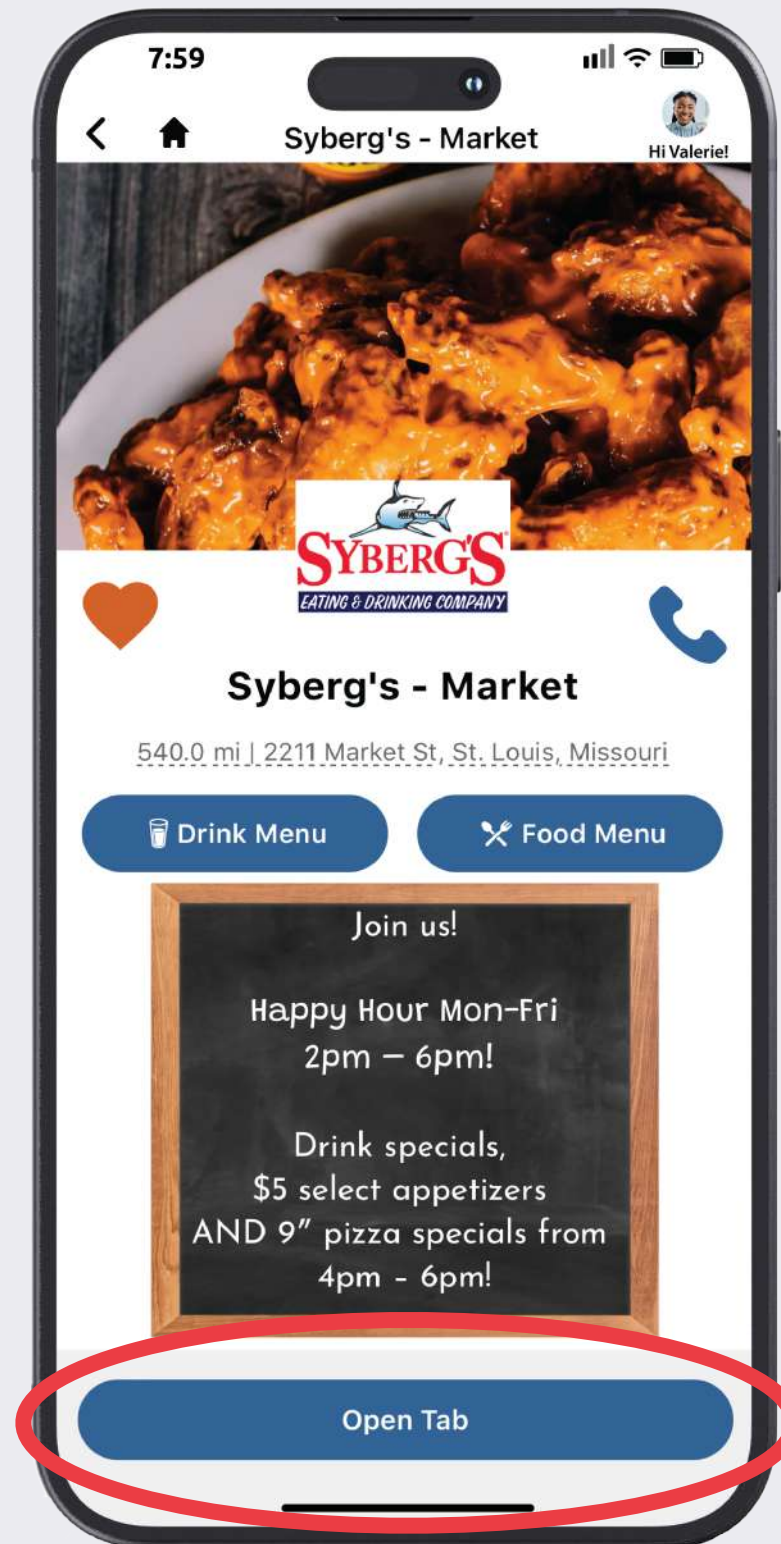 7:59
Syberg's - Market
Hi Valerie!
SYBERG'S
EATING & DRINKING COMPANY
Syberg's - Market
540.0 mi | 2211 Market St, St. Louis, Missouri
Drink Menu
Food Menu
Join us!
Happy Hour Mon-Fri
2pm – 6pm!
Drink specials,
$5 select appetizers
AND 9” pizza specials from
4pm - 6pm!
Open Tab